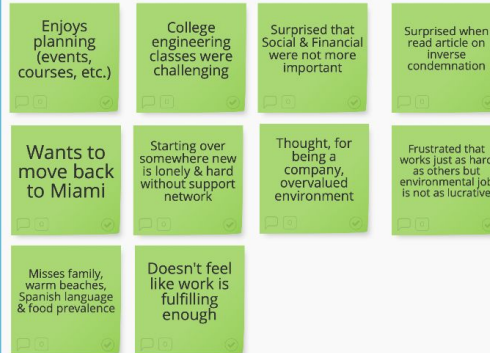 Enjoys
planning
(events,
courses, etc.)
College
engineering
classes were
challenging
Surprised that
Social & Financial
were not more
important
Surprised when
read article on
inverse
condemnation
Wants to
move back
to Miami
Starting over
somewhere new
is lonely & hard
without support
network
Thought, for
being a
company,
overvalued
environment
Frustrated that
works just as hard
as others but
environmental job
is not as lucrative
Misses family,
warm beaches,
Spanish language
& food prevalence
Doesn't feel
like work is
fulfilling
enough